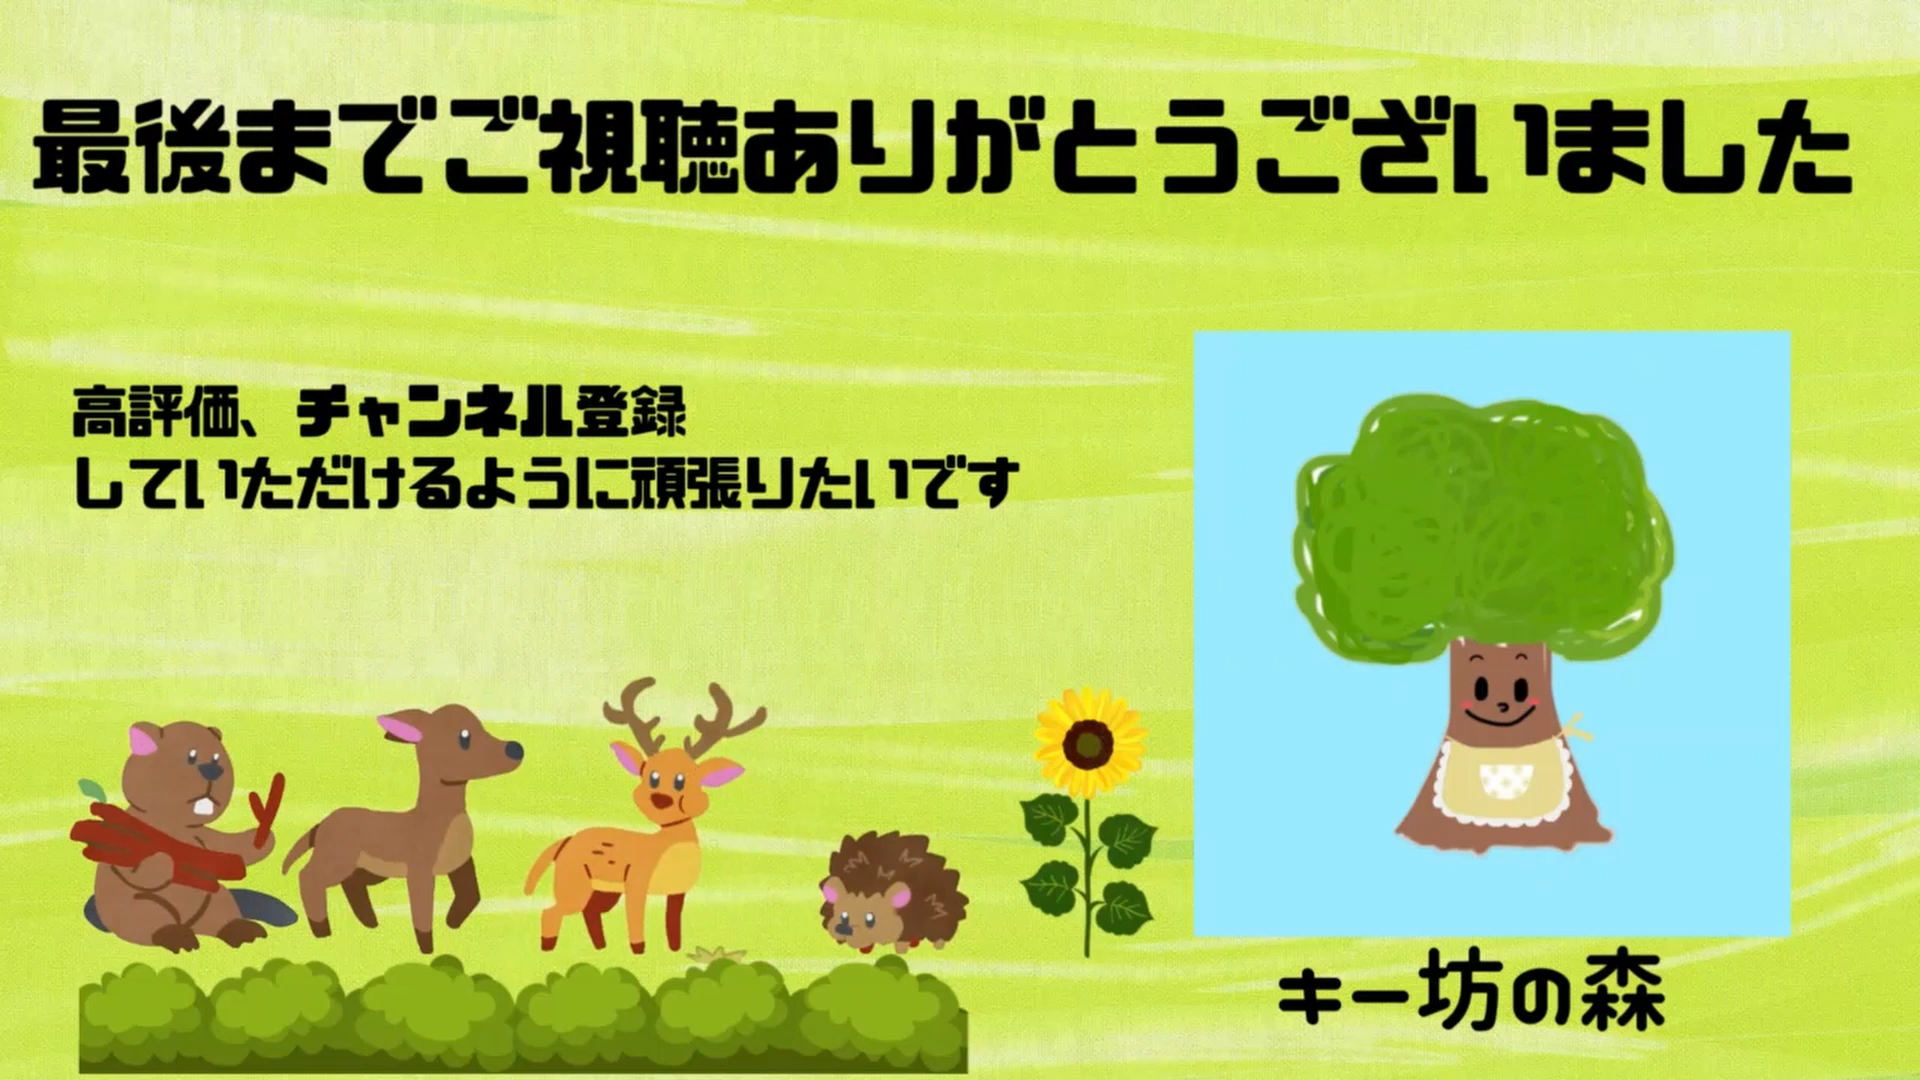 最後までご視聴ありがとうございました
高評価、チャンネル登録
していただけるように頑張りたいです
キー坊の森